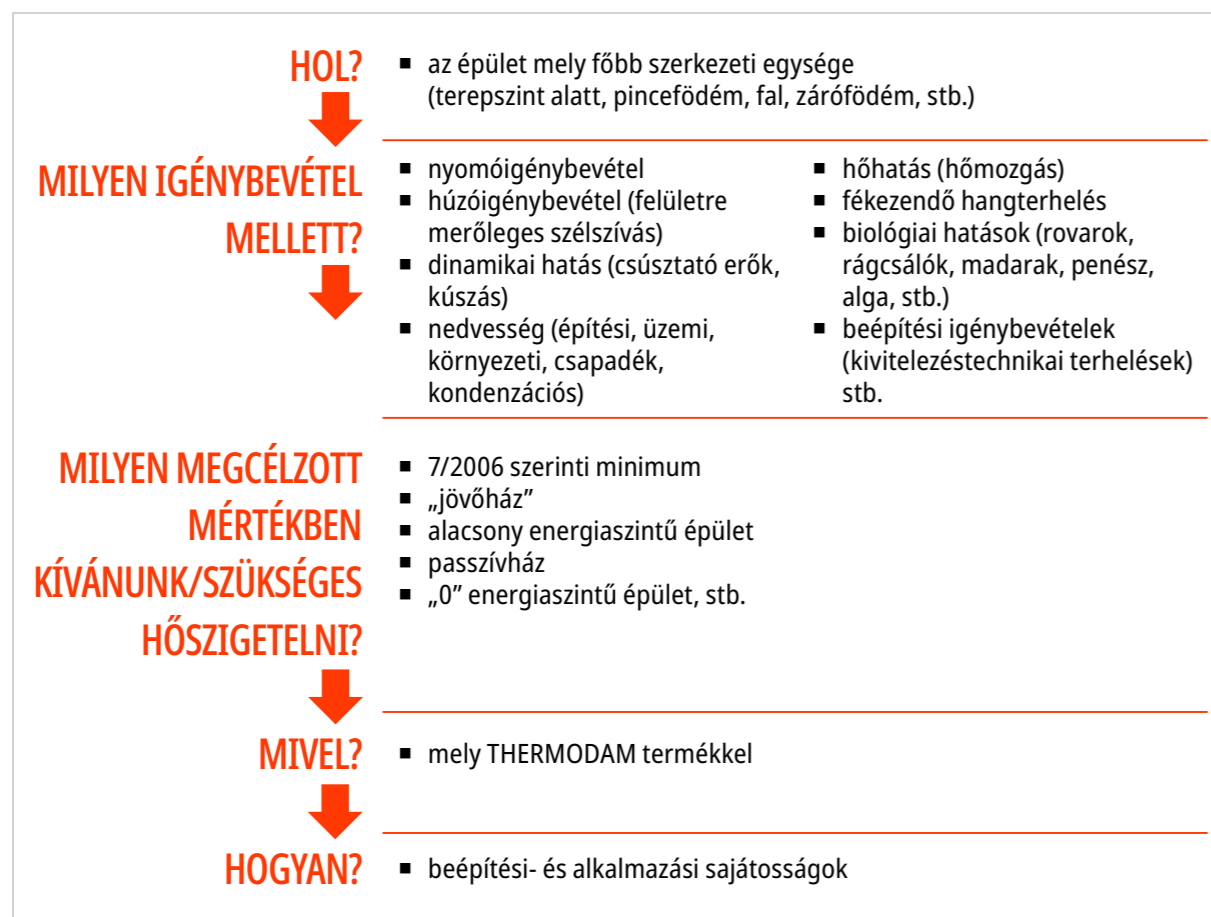 HOL?
▪ az épület mely főbb szerkezeti egysége
(terepszint alatt, pincefödém, fal, zárófödém, stb.)
MILYEN IGÉNYBEVÉTEL
MELLETT?
▪ nyomóigénybevétel
▪ húzóigénybevétel (felületre
merőleges szélszívás)
▪ dinamikai hatás (csúsztató erők,
kúszás)
▪ nedvesség (építési, üzemi,
környezeti, csapadék,
kondenzációs)
▪ hőhatás (hőmozgás)
▪ fékezendő hangterhelés
▪ biológiai hatások (rovarok,
rágcsálók, madarak, penész,
alga, stb.)
▪ beépítési igénybevételek
(kivitelezéstechnikai terhelések)
stb.
MILYEN MEGCÉLZOTT
MÉRTÉKBEN
KÍVÁNUNK/SZÜKSÉGES
HŐSZIGETELNI?
▪ 7/2006 szerinti minimum
▪ „jövőház”
▪ alacsony energiaszintű épület
▪ passzívház
▪ „0” energiaszintű épület, stb.
MIVEL?
▪ mely THERMODAM termékkel
HOGYAN?
▪ beépítési- és alkalmazási sajátosságok